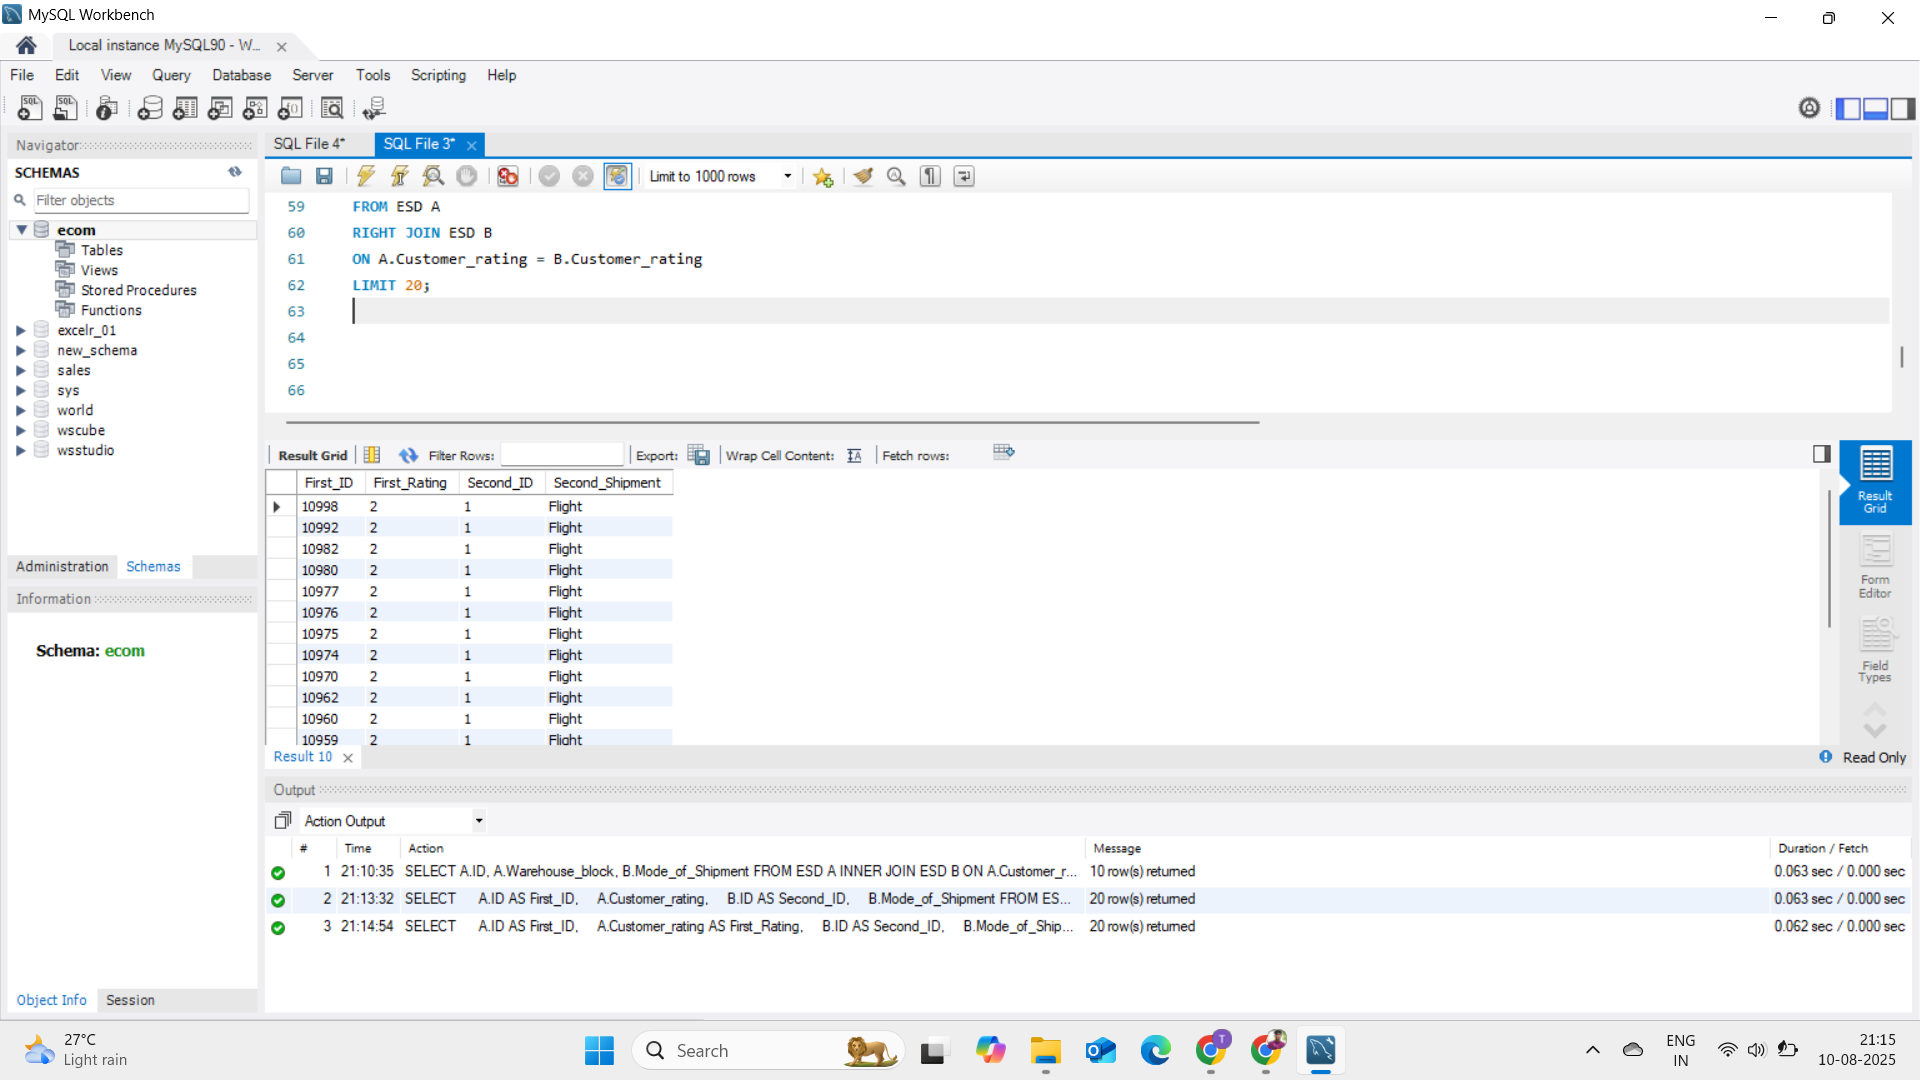 MySQL Workbench
Local instance MySQL90 - W...
File Edit View Query Database Server Tools Scripting Help
Navigator
SCHEMAS
Filter objects
ecom
Tables
Views
Stored Procedures
Functions
excelr_01
new_schema
sales
sys
world
wscube
wsstudio
Administration Schemas
Information
Schema: ecom
Object Info Session
SQL File 4* SQL File 3*
Limit to 1000 rows
59 FROM ESD A
60 RIGHT JOIN ESD B
61 ON A.Customer_rating = B.Customer_rating
62 LIMIT 20;
63
64
65
66
Result Grid Filter Rows: Export: Wrap Cell Content: Fetch rows:
First_ID First_Rating Second_ID Second_Shipment
10998 2 1 Flight
10992 2 1 Flight
10982 2 1 Flight
10980 2 1 Flight
10977 2 1 Flight
10976 2 1 Flight
10975 2 1 Flight
10974 2 1 Flight
10970 2 1 Flight
10962 2 1 Flight
10960 2 1 Flight
10959 2 1 Flight
Result Grid
Form Editor
Field Types
Result 10
Read Only
Output
Action Output
# Time Action Message Duration / Fetch
1 21:10:35 SELECT A.ID, A.Warehouse_block, B.Mode_of_Shipment FROM ESD A INNER JOIN ESD B ON A.Customer_r... 10 row(s) returned 0.063 sec / 0.000 sec
2 21:13:32 SELECT A.ID AS First_ID, A.Customer_rating, B.ID AS Second_ID, B.Mode_of_Shipment FROM ES... 20 row(s) returned 0.063 sec / 0.000 sec
3 21:14:54 SELECT A.ID AS First_ID, A.Customer_rating AS First_Rating, B.ID AS Second_ID, B.Mode_of_Ship... 20 row(s) returned 0.062 sec / 0.000 sec
27°C
Light rain
Search
T
ENG
IN
21:15
10-08-2025